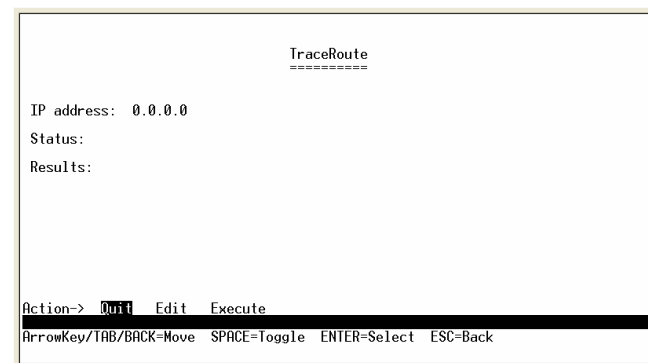 TraceRoute
==========
IP address: 0.0.0.0
Status:
Results:
Action-> Quit Edit Execute
ArrowKey/TAB/BACK=Move SPACE=Toggle ENTER=Select ESC=Back